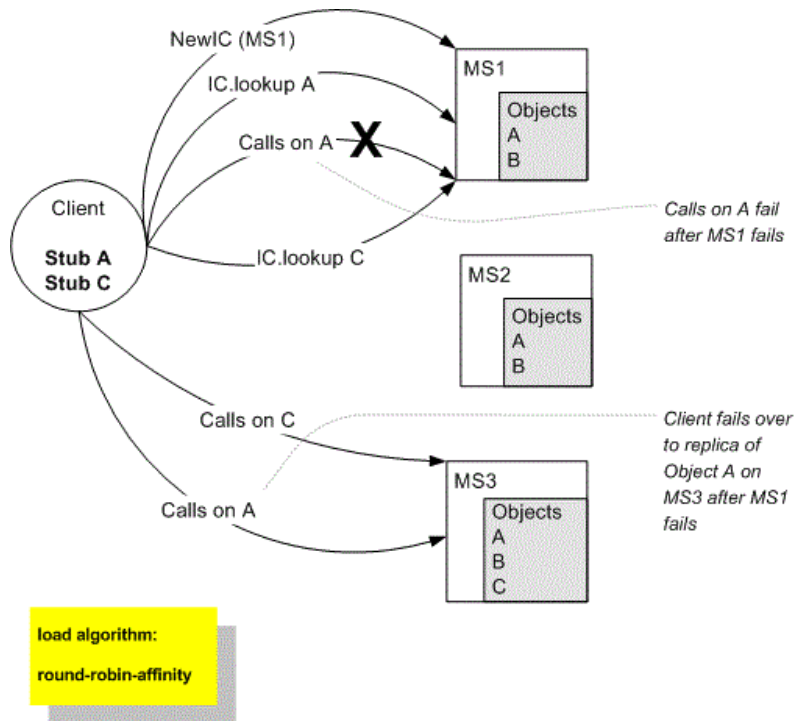 NewIC (MS1)
MS1
IC.lookup A
Objects
A
B
Calls on A
X
Client
Stub A
Stub C
Calls on A fail
after MS1 fails
IC.lookup C
MS2
Objects
A
B
Calls on C
Client fails over
to replica of
Object A on
MS3 after MS1
fails
MS3
Objects
A
B
C
Calls on A
load algorithm:
round-robin-affinity